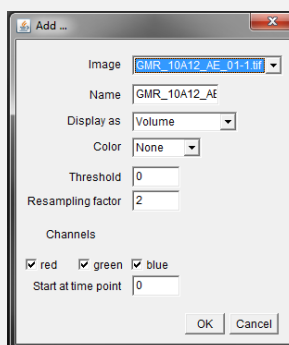 Add ...
Image GMR_10A12_AE_01-1.tif
Name GMR_10A12_AE
Display as Volume
Color None
Threshold 0
Resampling factor 2
Channels
red green blue
Start at time point 0
OK Cancel